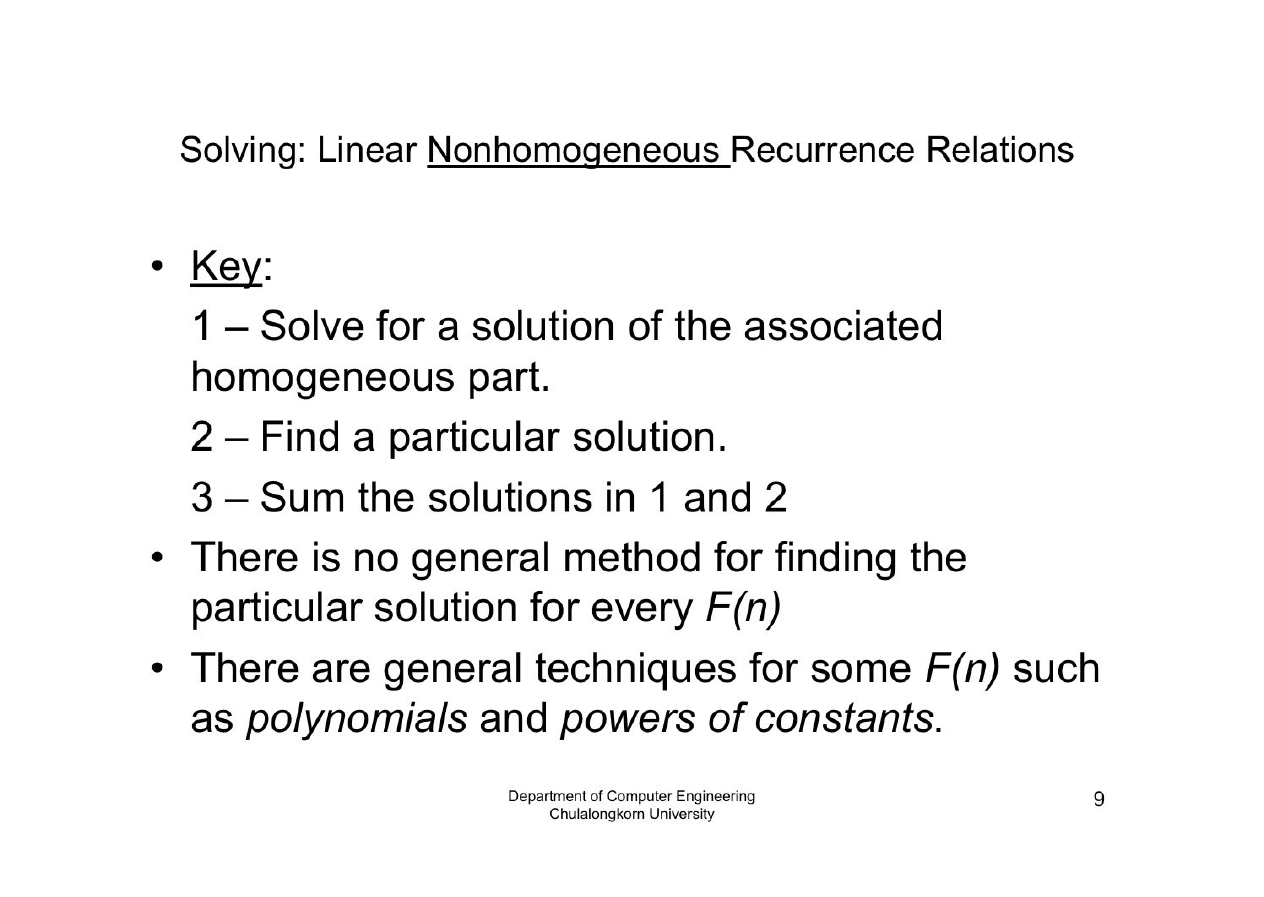 Solving: Linear Nonhomogeneous Recurrence Relations
• Key:
1 – Solve for a solution of the associated
homogeneous part.
2 – Find a particular solution.
3 – Sum the solutions in 1 and 2
• There is no general method for finding the
particular solution for every F(n)
• There are general techniques for some F(n) such
as polynomials and powers of constants.
Department of Computer Engineering
Chulalongkorn University
9